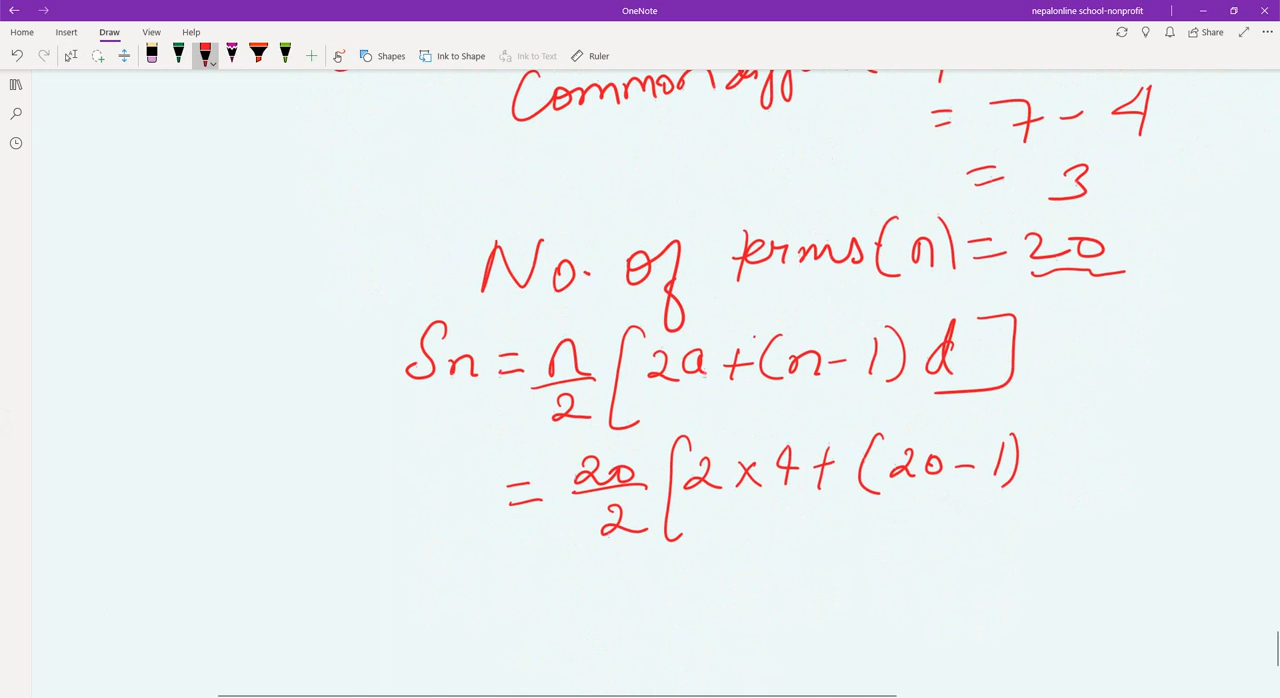 OneNote
nepalonline school-nonprofit
Home Insert Draw View Help
Share
Shapes Ink to Shape Ink to Text Ruler
Common
= 7 - 4
= 3
No. of terms(n) = 20
Sn = n/2 [2a + (n - 1) d]
= 20/2 [2 × 4 + (20 - 1)